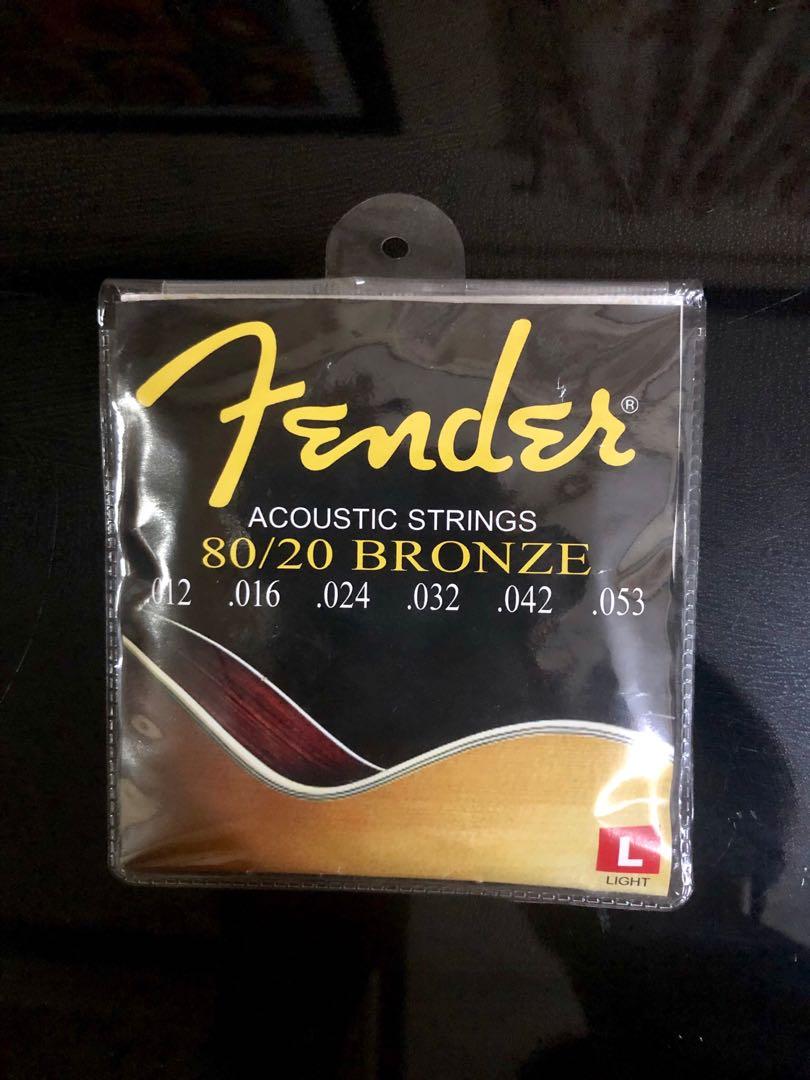 Fender®
ACOUSTIC STRINGS
80/20 BRONZE
.012 .016 .024 .032 .042 .053
L
LIGHT